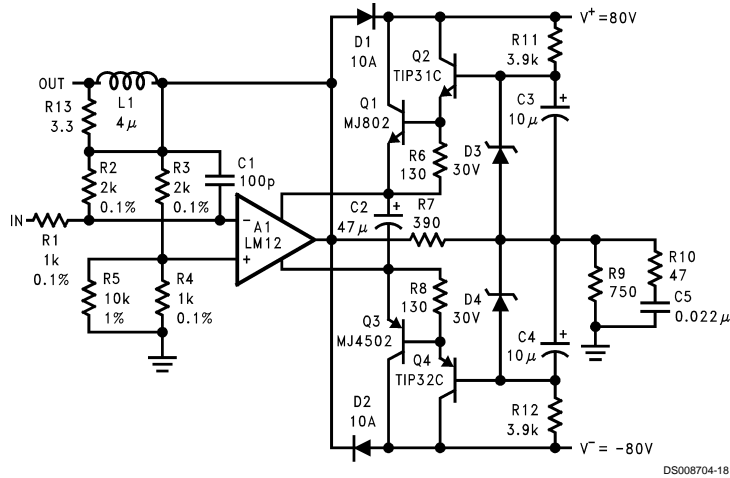 V+ =80V
D1
10A
Q2
TIP31C
R11
3.9k
OUT
L1
4μ
R13
3.3
Q1
MJ802
C3
10μ
+
R2
2k
0.1%
R3
2k
0.1%
C1
100p
R6
130
D3
30V
IN
R1
1k
0.1%
A1
LM12
−
+
C2
47μ
+
R7
390
R5
10k
1%
R4
1k
0.1%
R8
130
D4
30V
R9
750
R10
47
C5
0.022μ
Q3
MJ4502
Q4
TIP32C
C4
10μ
+
D2
10A
R12
3.9k
V− = -80V
DS008704-18